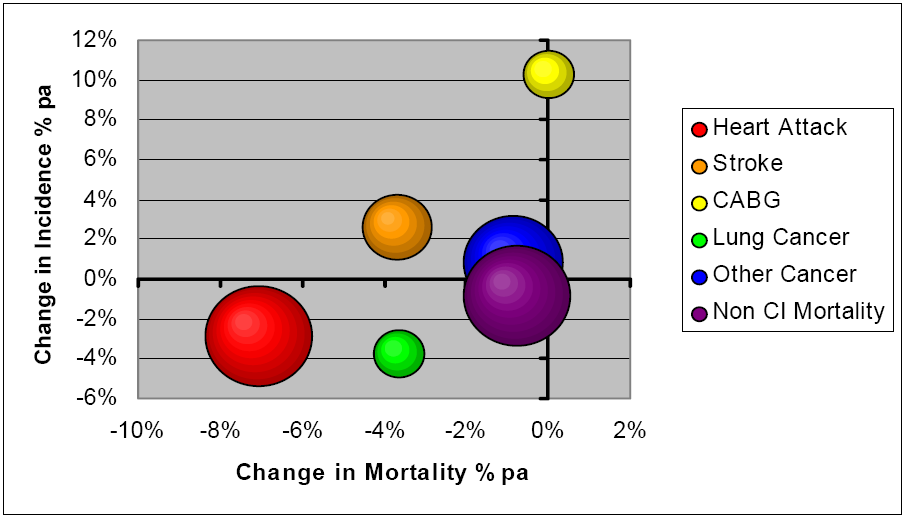 12%
10%
8%
6%
4%
2%
0%
-2%
-4%
-6%
Change in Incidence % pa
-10% -8% -6% -4% -2% 0% 2%
Change in Mortality % pa
Heart Attack
Stroke
CABG
Lung Cancer
Other Cancer
Non CI Mortality